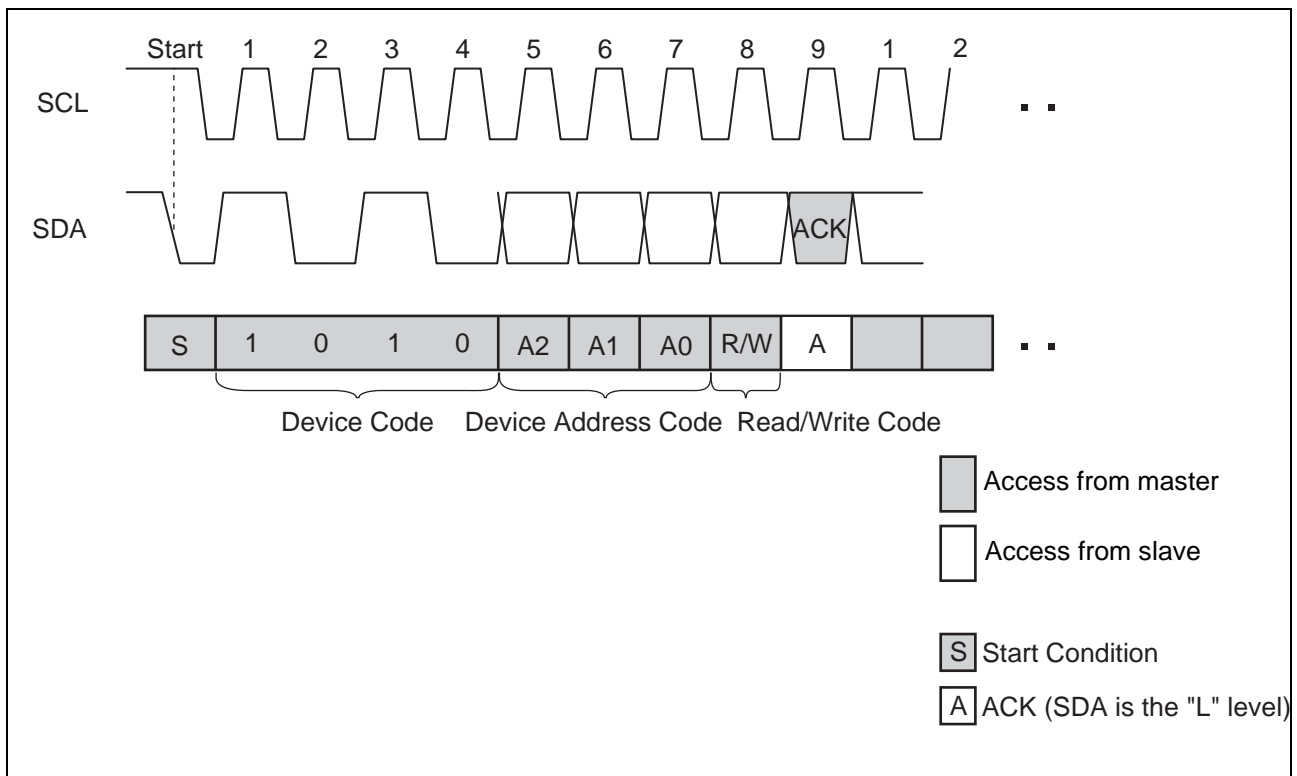 Start 1 2 3 4 5 6 7 8 9 1 2
SCL
SDA
ACK
S 1 0 1 0 A2 A1 A0 R/W A
Device Code Device Address Code Read/Write Code
Access from master
Access from slave
S Start Condition
A ACK (SDA is the "L" level)